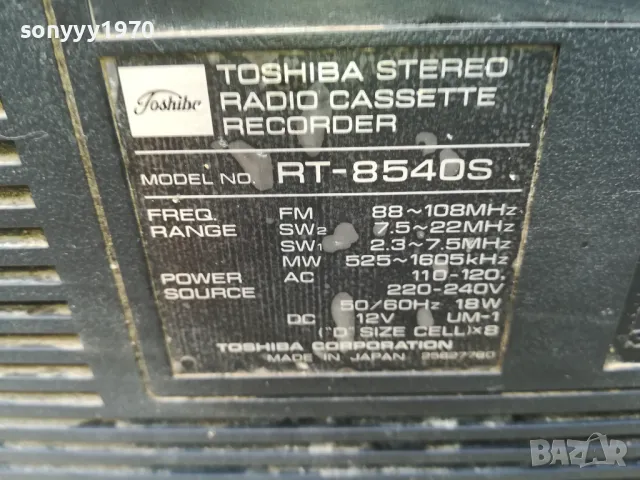 sonyyy1970
Toshiba
TOSHIBA STEREO
RADIO CASSETTE
RECORDER
MODEL NO. RT-8540S
FREQ. FM 88~108MHz
RANGE SW2 7.5~22MHz
SW1 2.3~7.5MHz
MW 525~1605kHz
POWER AC 110-120,
SOURCE 220-240V
50/60Hz 18W
DC 12V UM-1
("D" SIZE CELL)×8
TOSHIBA CORPORATION
MADE IN JAPAN 25827760
BAZAR